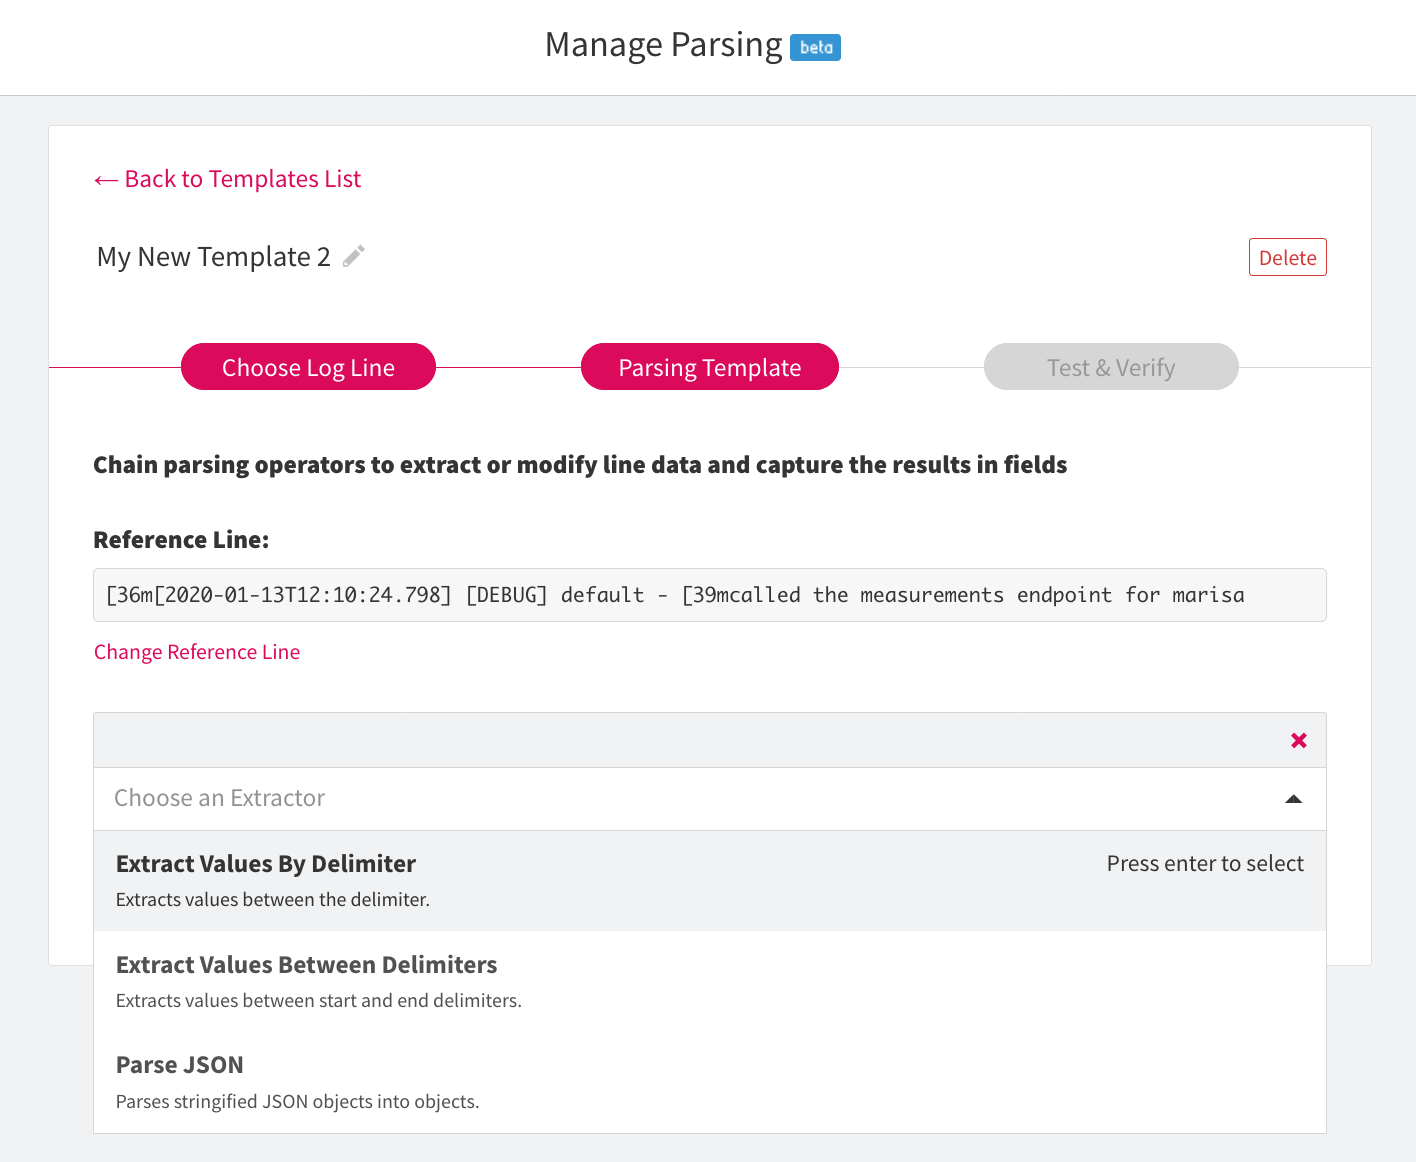 Manage Parsing beta
← Back to Templates List
My New Template 2
Delete
Choose Log Line
Parsing Template
Test & Verify
Chain parsing operators to extract or modify line data and capture the results in fields
Reference Line:
[36m[2020-01-13T12:10:24.798] [DEBUG] default - [39mcalled the measurements endpoint for marisa
Change Reference Line
Choose an Extractor
Extract Values By Delimiter
Press enter to select
Extracts values between the delimiter.
Extract Values Between Delimiters
Extracts values between start and end delimiters.
Parse JSON
Parses stringified JSON objects into objects.